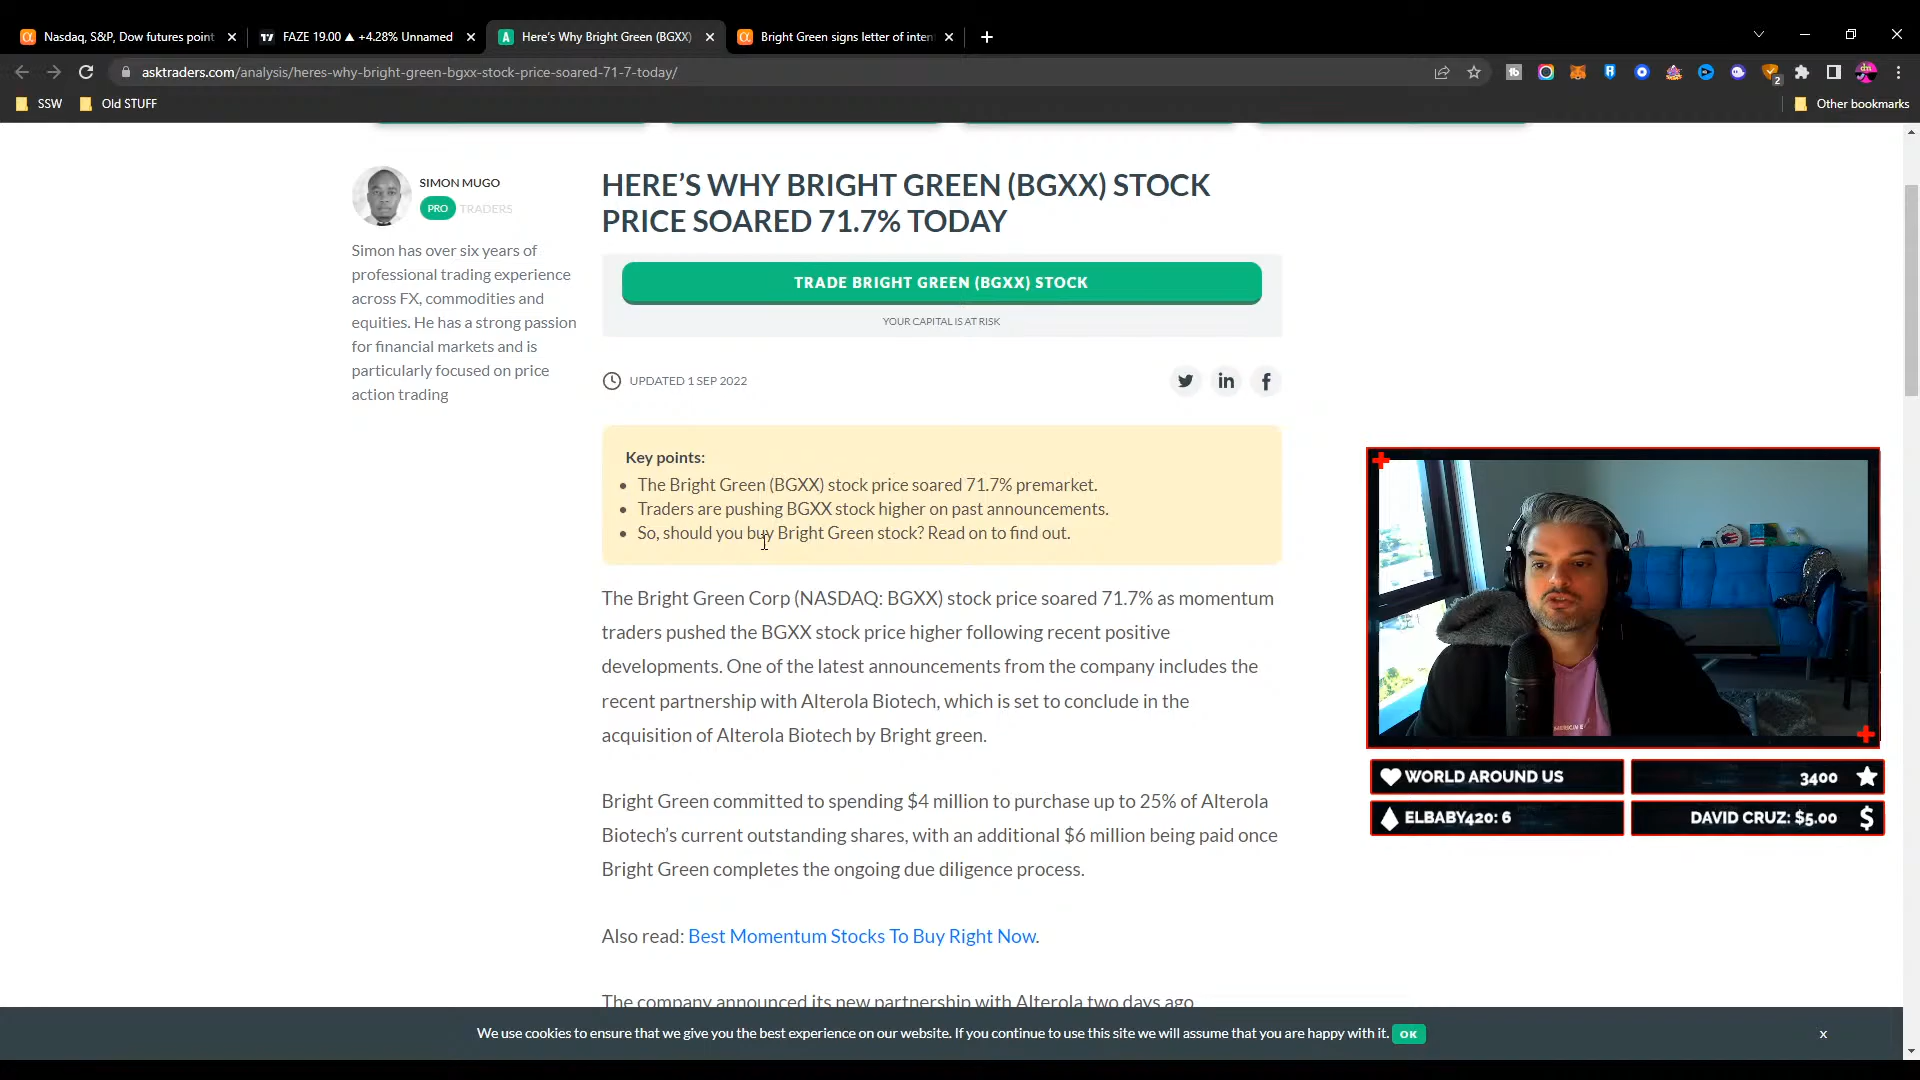 Nasdaq, S&P, Dow futures point
FAZE 19.00 ▲ +4.28% Unnamed
Here's Why Bright Green (BGXX)
Bright Green signs letter of inten
asktraders.com/analysis/heres-why-bright-green-bgxx-stock-price-soared-71-7-today/
2
SSW
Old STUFF
Other bookmarks
SIMON MUGO
PRO TRADERS
Simon has over six years of
professional trading experience
across FX, commodities and
equities. He has a strong passion
for financial markets and is
particularly focused on price
action trading
HERE'S WHY BRIGHT GREEN (BGXX) STOCK
PRICE SOARED 71.7% TODAY
TRADE BRIGHT GREEN (BGXX) STOCK
YOUR CAPITAL IS AT RISK
UPDATED 1 SEP 2022
Key points:
• The Bright Green (BGXX) stock price soared 71.7% premarket.
• Traders are pushing BGXX stock higher on past announcements.
• So, should you buy Bright Green stock? Read on to find out.
The Bright Green Corp (NASDAQ: BGXX) stock price soared 71.7% as momentum
traders pushed the BGXX stock price higher following recent positive
developments. One of the latest announcements from the company includes the
recent partnership with Alterola Biotech, which is set to conclude in the
acquisition of Alterola Biotech by Bright green.
Bright Green committed to spending $4 million to purchase up to 25% of Alterola
Biotech's current outstanding shares, with an additional $6 million being paid once
Bright Green completes the ongoing due diligence process.
Also read: Best Momentum Stocks To Buy Right Now.
The company announced its new partnership with Alterola two days ago
WORLD AROUND US
3400
ELBABY420: 6
DAVID CRUZ: $5.00
We use cookies to ensure that we give you the best experience on our website. If you continue to use this site we will assume that you are happy with it. OK
x